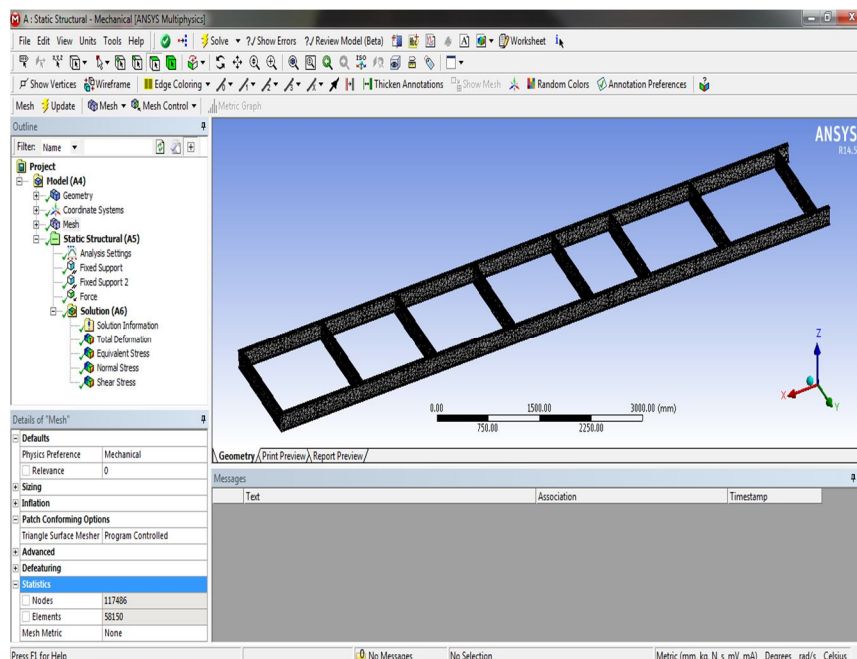 A : Static Structural - Mechanical [ANSYS Multiphysics]
File Edit View Units Tools Help Solve ?/ Show Errors ?/ Review Model (Beta) A Worksheet
ISO
Show Vertices Wireframe Edge Coloring Thicken Annotations Show Mesh Random Colors Annotation Preferences
Mesh Update Mesh Mesh Control Metric Graph
Outline
Filter: Name
Project
Model (A4)
Geometry
Coordinate Systems
Mesh
Static Structural (A5)
Analysis Settings
Fixed Support
Fixed Support 2
Force
Solution (A6)
Solution Information
Total Deformation
Equivalent Stress
Normal Stress
Shear Stress
ANSYS
R14.5
Z
X
Y
0.00 1500.00 3000.00 (mm)
750.00 2250.00
Geometry Print Preview Report Preview
Details of "Mesh"
Defaults
Physics Preference Mechanical
Relevance 0
Sizing
Inflation
Patch Conforming Options
Triangle Surface Mesher Program Controlled
Advanced
Defeaturing
Statistics
Nodes 117486
Elements 58150
Mesh Metric None
Messages
Text Association Timestamp
Press F1 for Help 0 No Messages No Selection Metric (mm, kg, N, s, mV, mA) Degrees rad/s Celsius